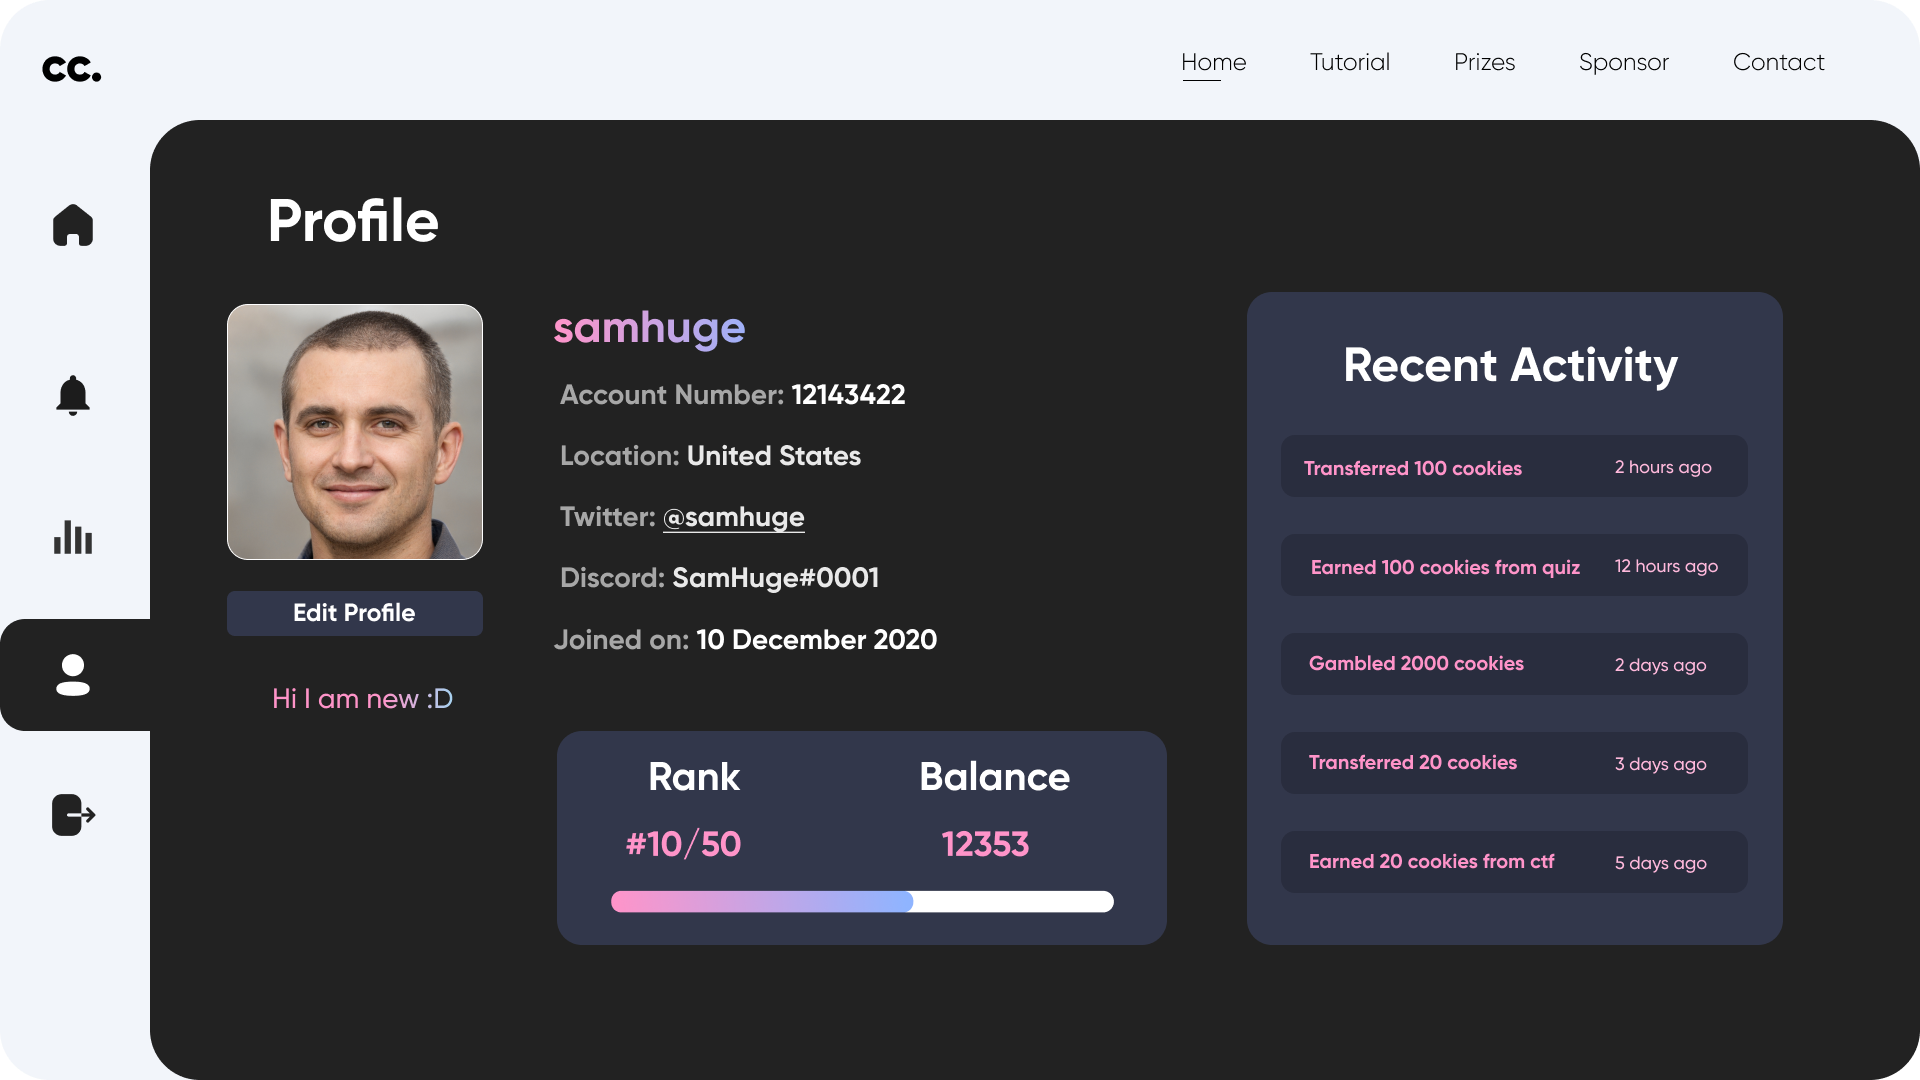 cc.
Home Tutorial Prizes Sponsor Contact
Profile
samhuge
Account Number: 12143422
Location: United States
Twitter: @samhuge
Discord: SamHuge#0001
Joined on: 10 December 2020
Edit Profile
Hi I am new :D
Rank Balance
#10/50 12353
Recent Activity
Transferred 100 cookies 2 hours ago
Earned 100 cookies from quiz 12 hours ago
Gambled 2000 cookies 2 days ago
Transferred 20 cookies 3 days ago
Earned 20 cookies from ctf 5 days ago